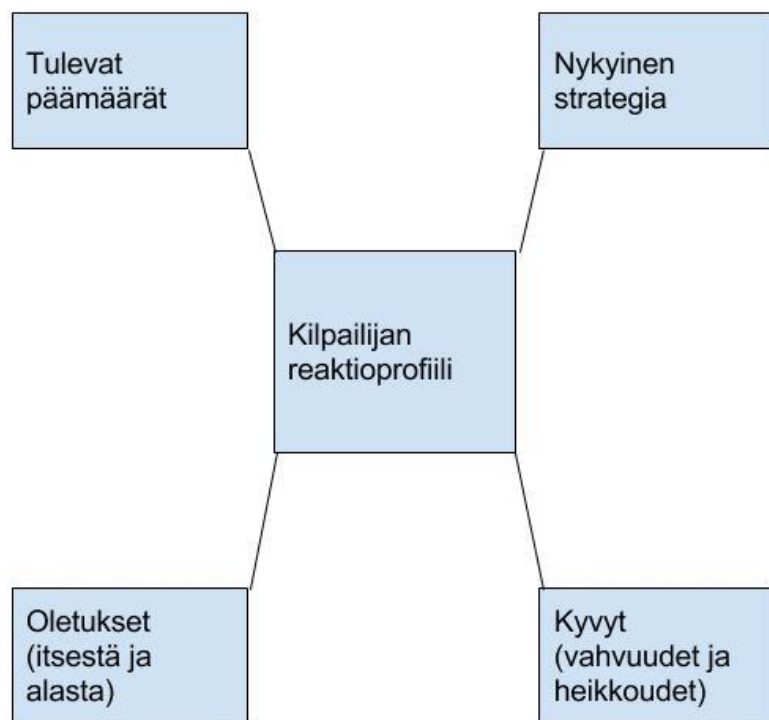 Tulevat
päämäärät
Nykyinen
strategia
Kilpailijan
reaktioprofiili
Oletukset
(itsestä ja
alasta)
Kyvyt
(vahvuudet ja
heikkoudet)